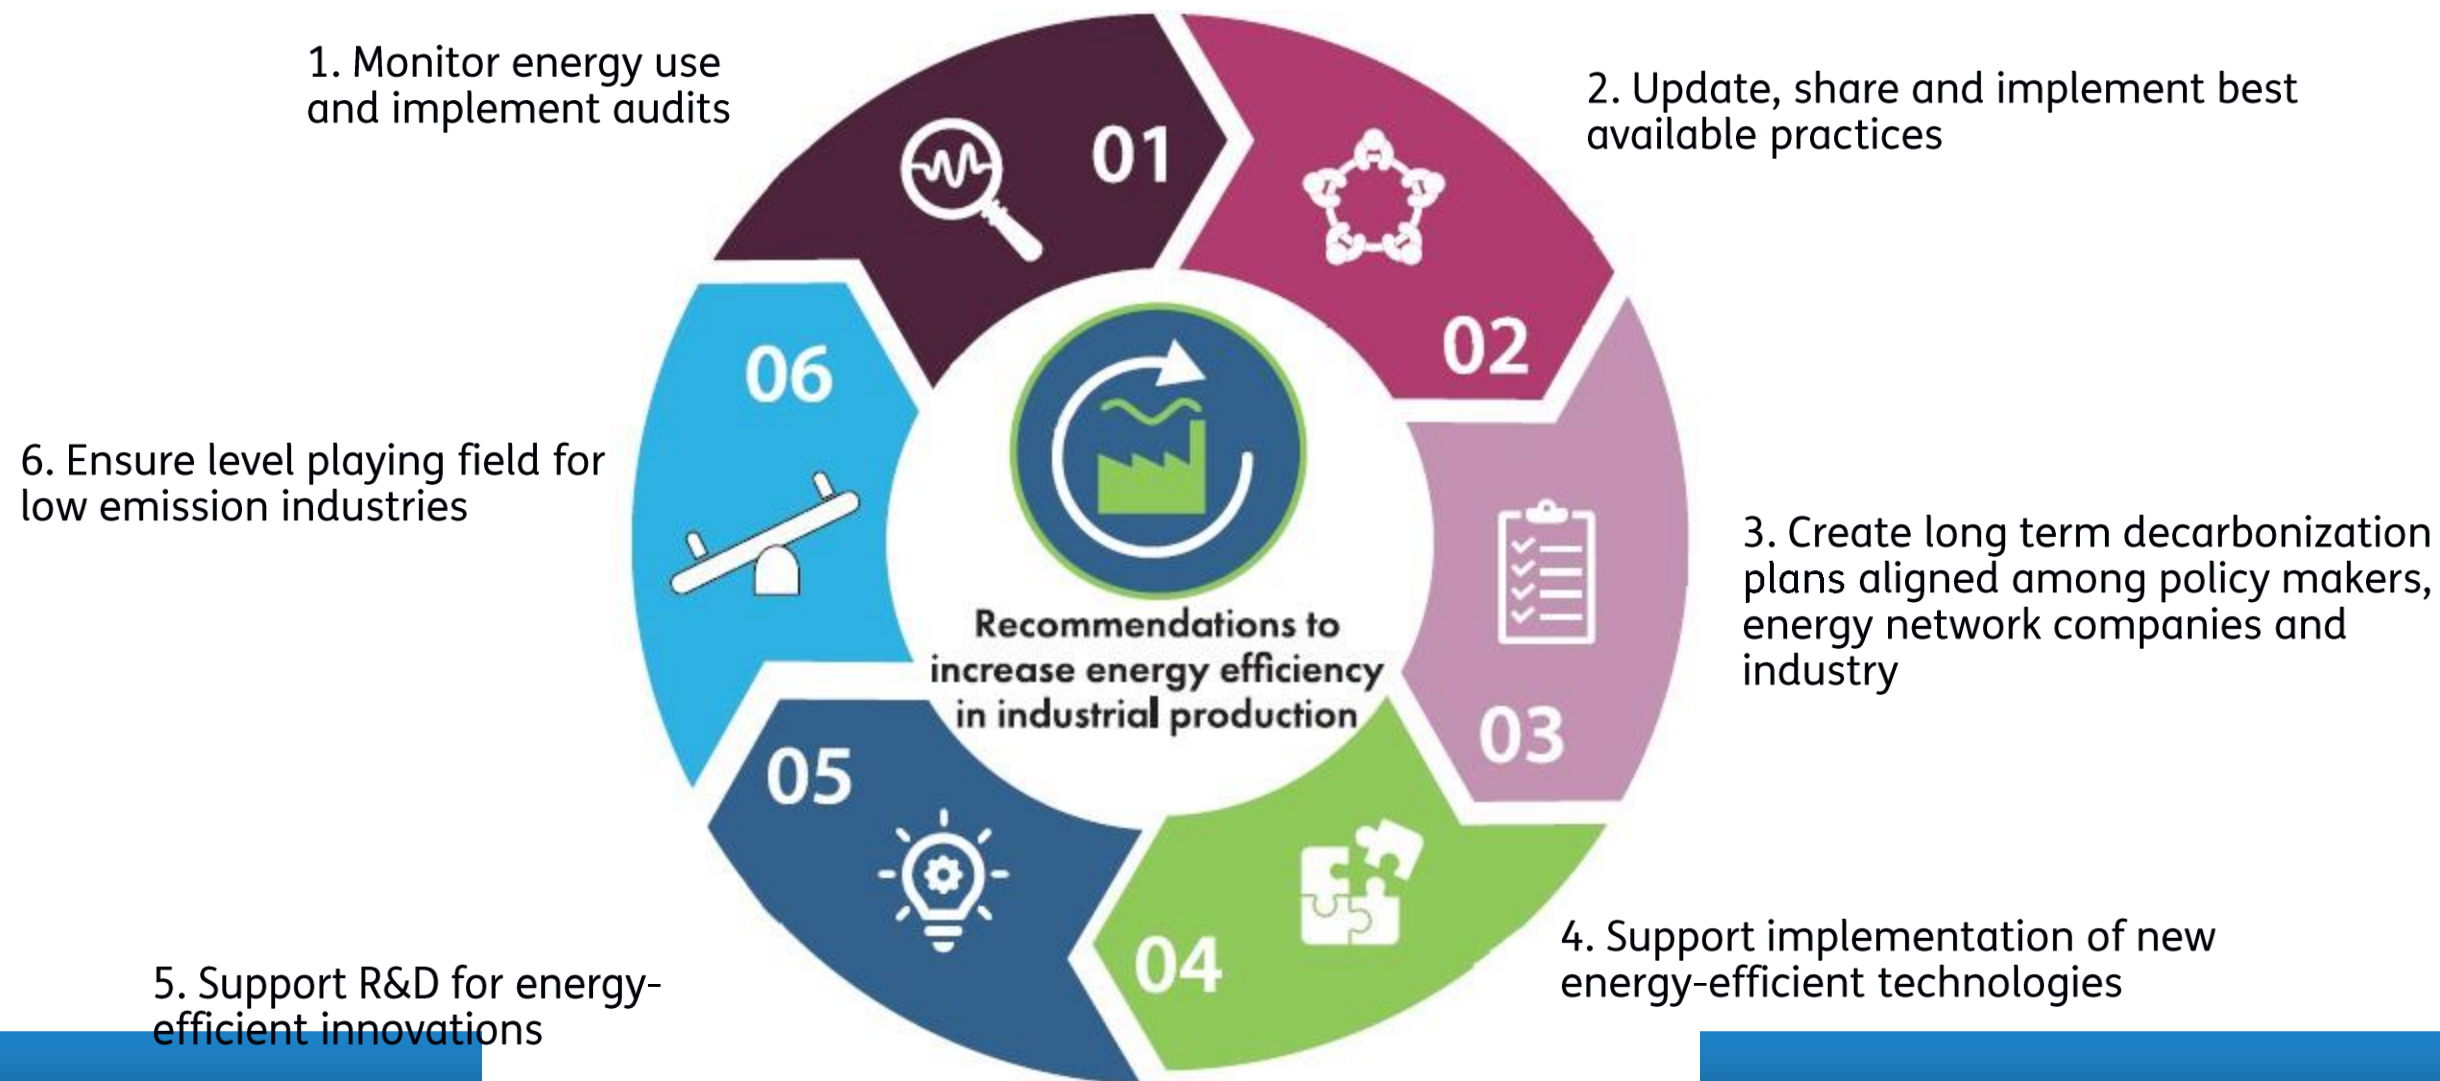 1. Monitor energy use
and implement audits
01
2. Update, share and implement best
available practices
02
3. Create long term decarbonization
plans aligned among policy makers,
energy network companies and
industry
03
4. Support implementation of new
energy-efficient technologies
04
5. Support R&D for energy-
efficient innovations
05
6. Ensure level playing field for
low emission industries
06
Recommendations to
increase energy efficiency
in industrial production